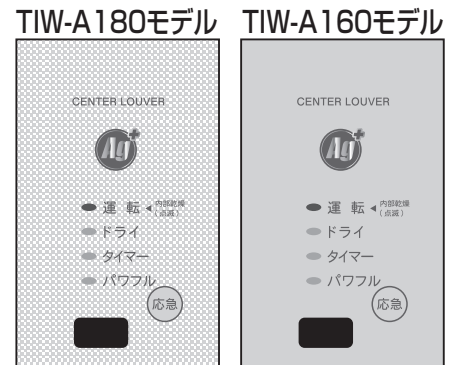 TIW-A180モデル
CENTER LOUVER
Ag+
運 転 ◀ 内部乾燥
(点滅)
ドライ
タイマー
パワフル
応急
TIW-A160モデル
CENTER LOUVER
Ag+
運 転 ◀ 内部乾燥
(点滅)
ドライ
タイマー
パワフル
応急